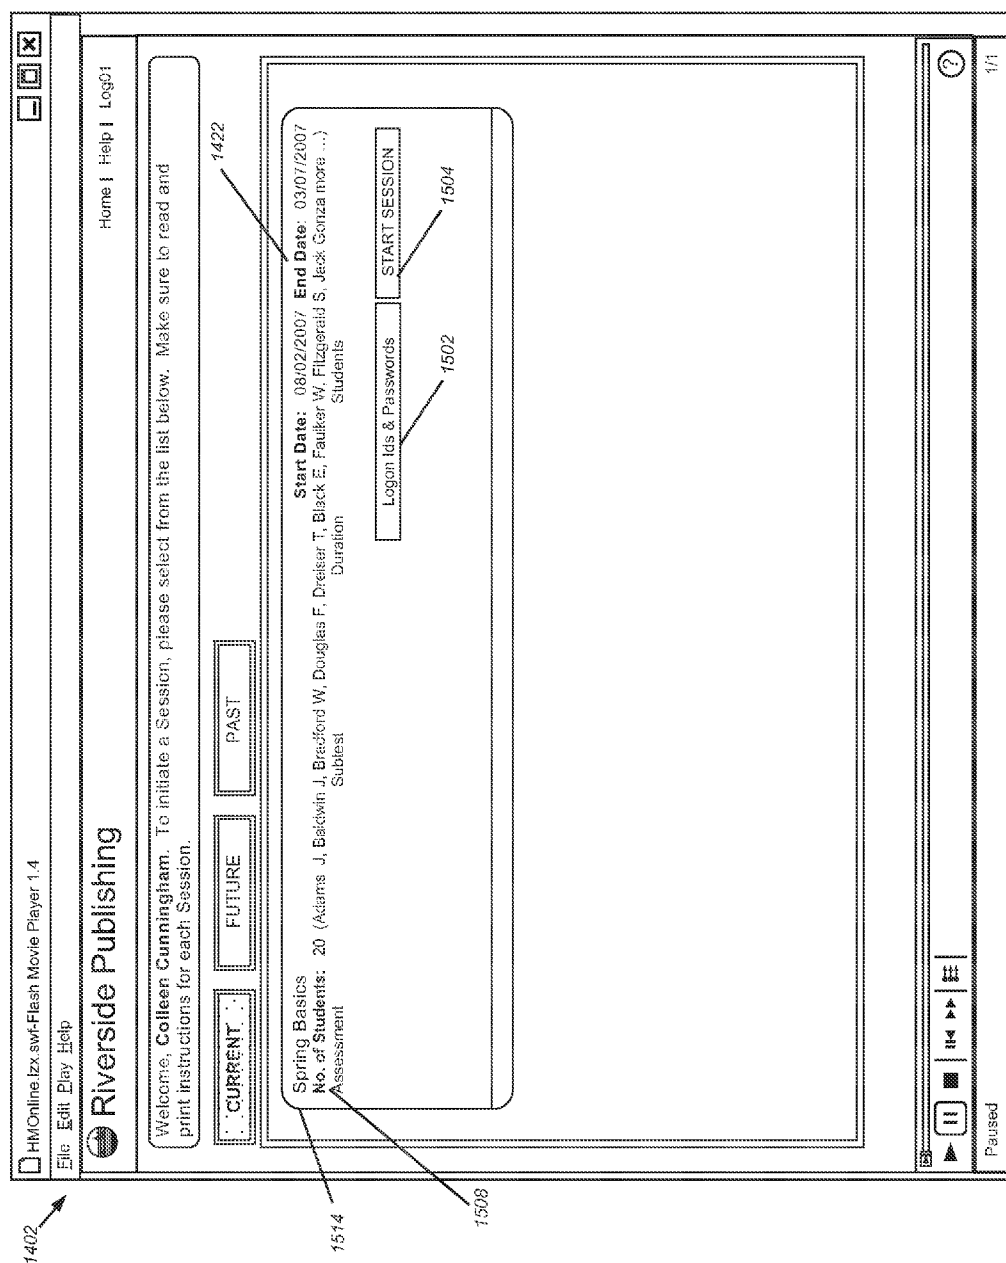 HMOnline.lzx.swf-Flash Movie Player 1.4
File Edit Play Help
Riverside Publishing
Home | Help | Log01
Welcome, Colleen Cunningham. To initiate a Session, please select from the list below. Make sure to read and
print instructions for each Session.
CURRENT FUTURE PAST
1422
Spring Basics Start Date: 08/02/2007 End Date: 03/07/2007
No. of Students: 20 (Adams J, Baldwin J, Bradford W, Douglas F, Dreiser T, Black E, Faulker W, Fitzgerald S, Jack Gonza more ...)
Assessment Subtest Duration Students
Logon Ids & Passwords START SESSION
1502
1504
1402
1514
1508
?
Paused 1/1